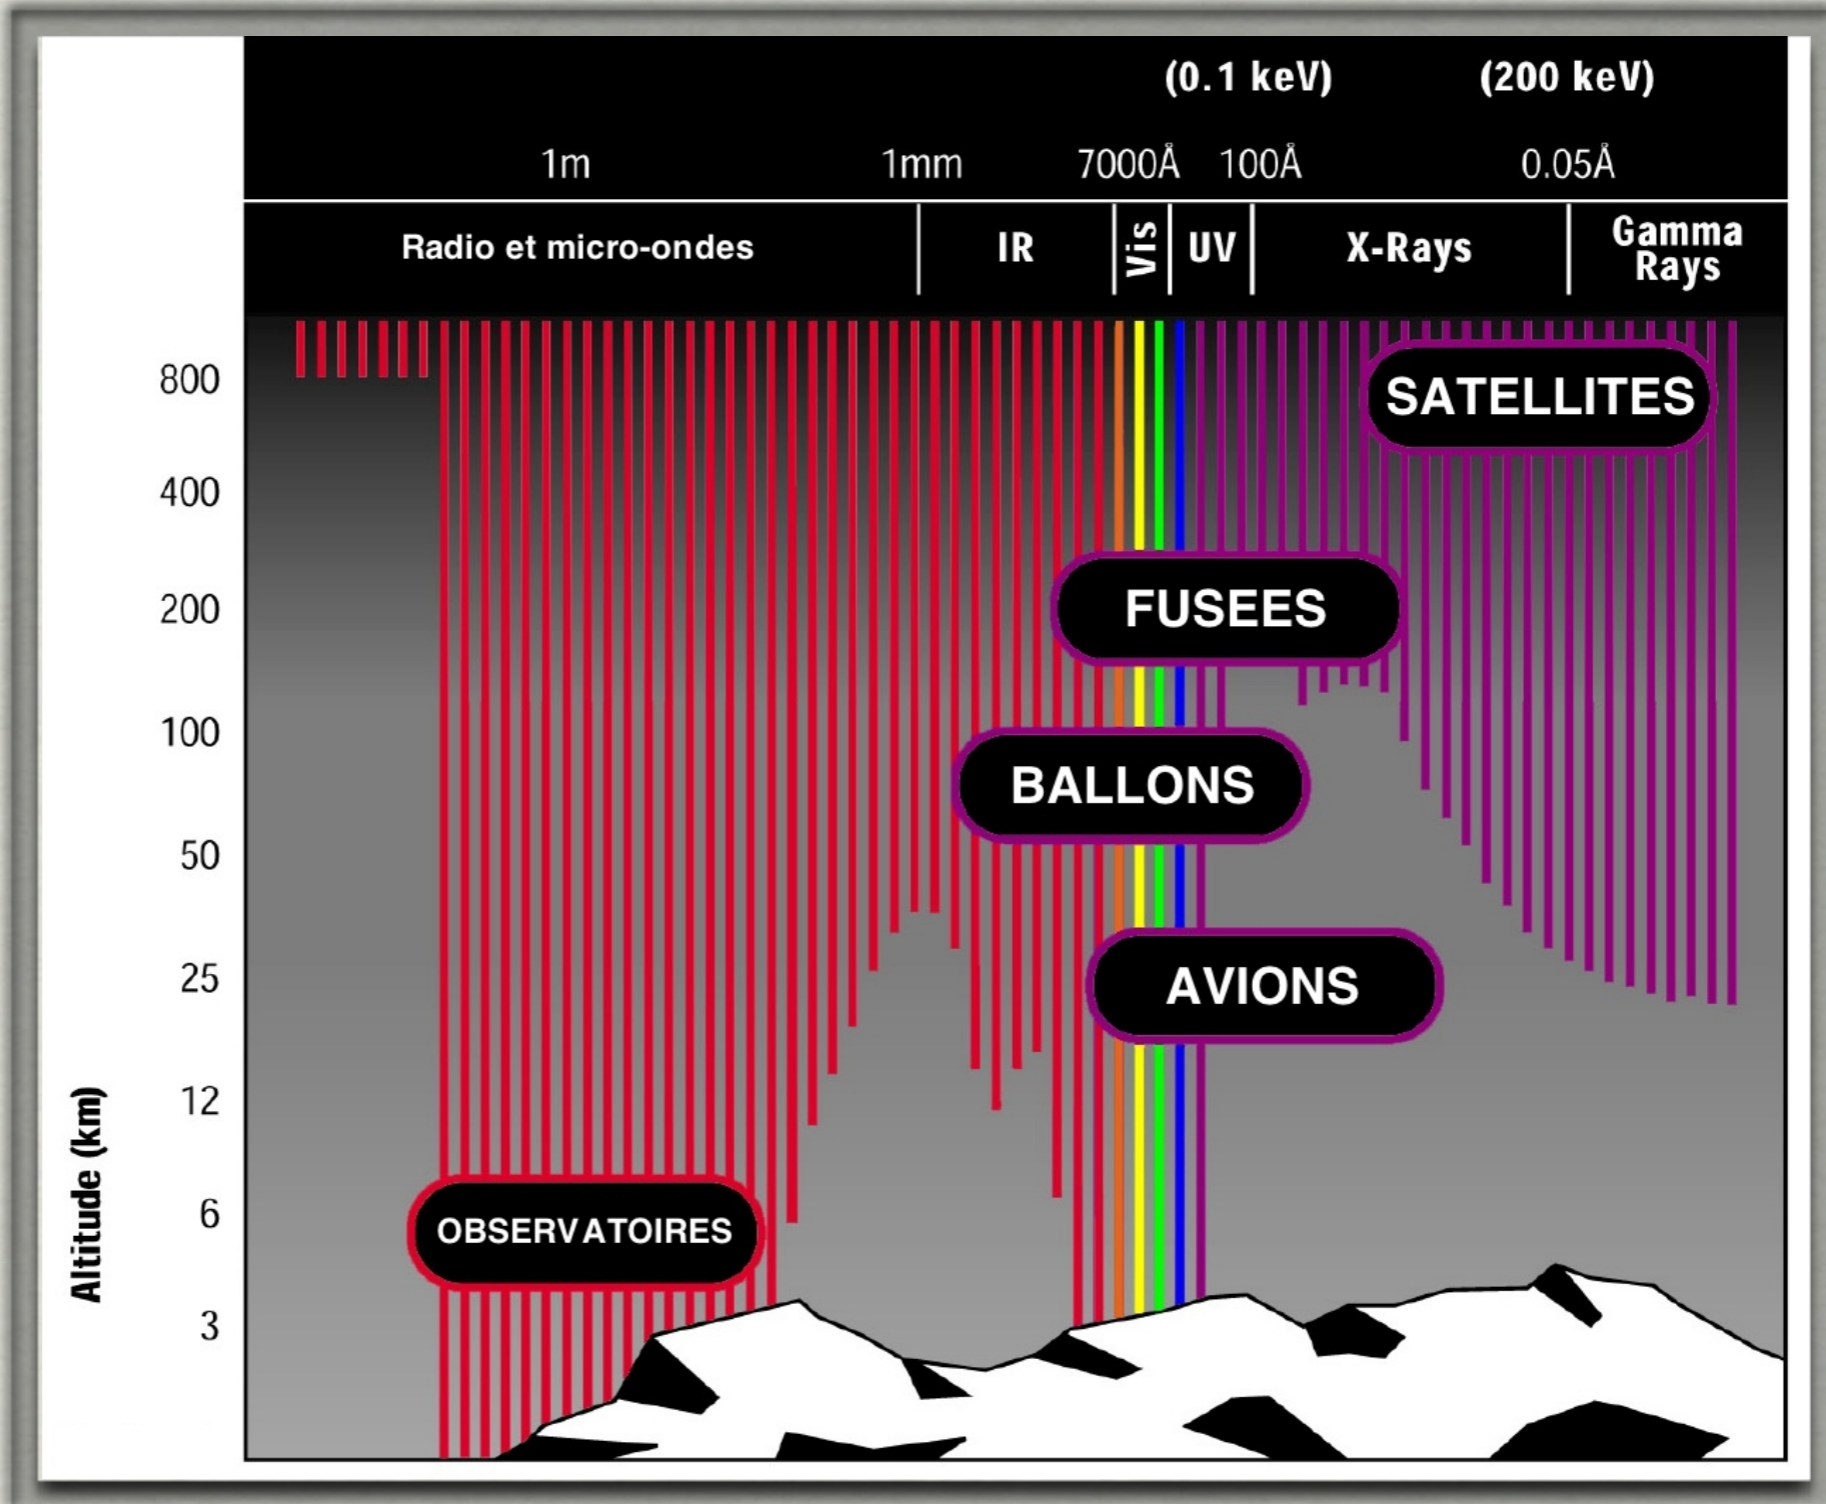 (0.1 keV) (200 keV)
1m 1mm 7000Å 100Å 0.05Å
Radio et micro-ondes IR Vis UV X-Rays Gamma
Rays
800
SATELLITES
400
200
FUSEES
100
BALLONS
50
25
AVIONS
12
6
OBSERVATOIRES
3
Altitude (km)